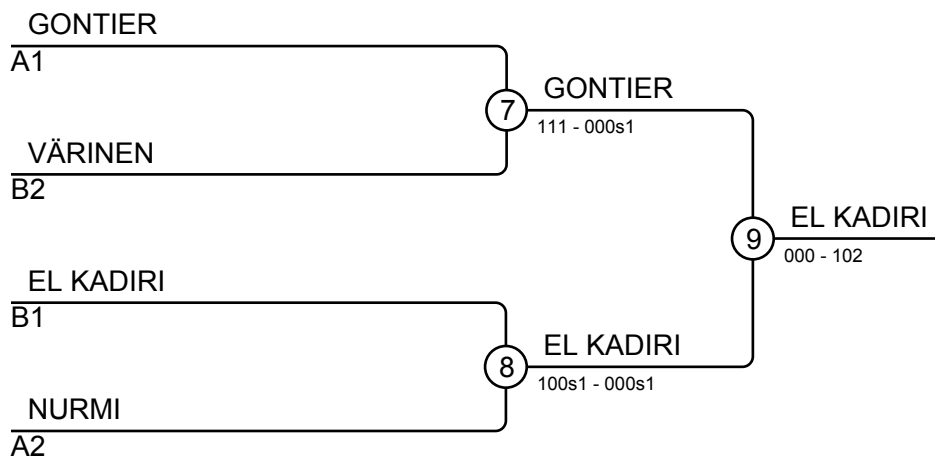 GONTIER
A1
7
GONTIER
111 - 000s1
VÄRINEN
B2
9
EL KADIRI
000 - 102
EL KADIRI
B1
8
EL KADIRI
100s1 - 000s1
NURMI
A2